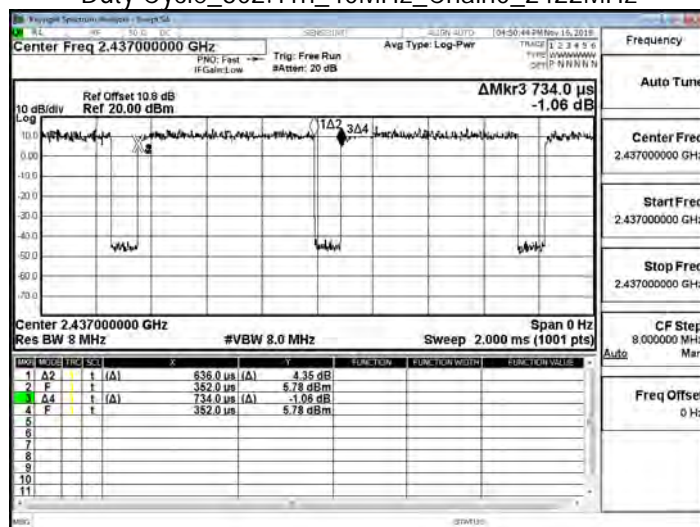 Duty Cycle_802.11n_40MHz_Chain0_2422MHz
Keysight Spectrum Analyzer - Swept SA
RL RF 50 Ω DC SENSE:INT ALIGN AUTO 04:50:44 PM Nov 16, 2018
Center Freq 2.437000000 GHz
PNO: Fast
IFGain:Low
Trig: Free Run
#Atten: 20 dB
Avg Type: Log-Pwr
TRACE 1 2 3 4 5 6
TYPE WWWWWW
DET P NNNNN
Frequency
ΔMkr3 734.0 µs
-1.06 dB
Ref Offset 10.8 dB
10 dB/div Ref 20.00 dBm
Log
10.0
0.00
-10.0
-20.0
-30.0
-40.0
-50.0
-60.0
-70.0
1Δ2
3Δ4
Center 2.437000000 GHz Span 0 Hz
Res BW 8 MHz #VBW 8.0 MHz Sweep 2.000 ms (1001 pts)
MKR MODE TRC SCL X Y FUNCTION FUNCTION WIDTH FUNCTION VALUE
1 Δ2 1 t (Δ) 636.0 µs (Δ) 4.35 dB
2 F 1 t 352.0 µs 5.78 dBm
3 Δ4 1 t (Δ) 734.0 µs (Δ) -1.06 dB
4 F 1 t 352.0 µs 5.78 dBm
5
6
7
8
9
10
11
MSG STATUS
Auto Tune
Center Freq
2.437000000 GHz
Start Freq
2.437000000 GHz
Stop Freq
2.437000000 GHz
CF Step
8.000000 MHz
Auto Man
Freq Offset
0 Hz